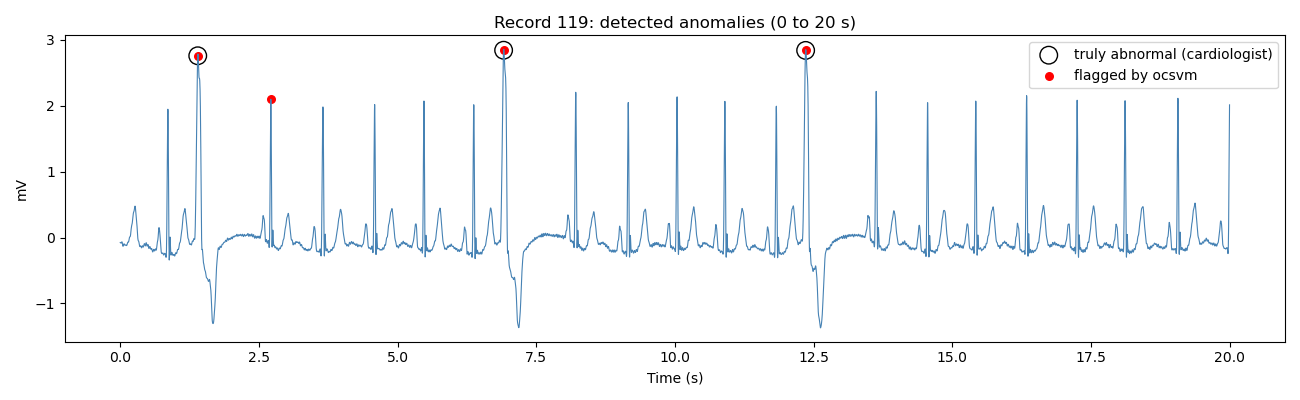 Record 119: detected anomalies (0 to 20 s)
truly abnormal (cardiologist)
flagged by ocsvm
3
2
1
0
−1
mV
0.0 2.5 5.0 7.5 10.0 12.5 15.0 17.5 20.0
Time (s)